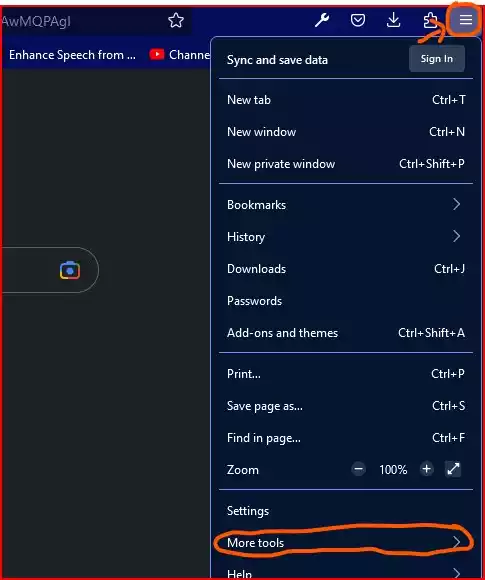 AwMQPAgI
Enhance Speech from ... Channe
Sync and save data Sign In
New tab Ctrl+T
New window Ctrl+N
New private window Ctrl+Shift+P
Bookmarks
History
Downloads Ctrl+J
Passwords
Add-ons and themes Ctrl+Shift+A
Print... Ctrl+P
Save page as... Ctrl+S
Find in page... Ctrl+F
Zoom 100%
Settings
More tools
Help